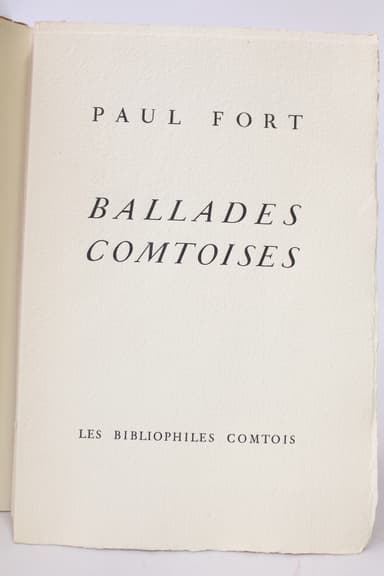 PAUL FORT
BALLADES
COMTOISES
LES BIBLIOPHILES COMTOIS